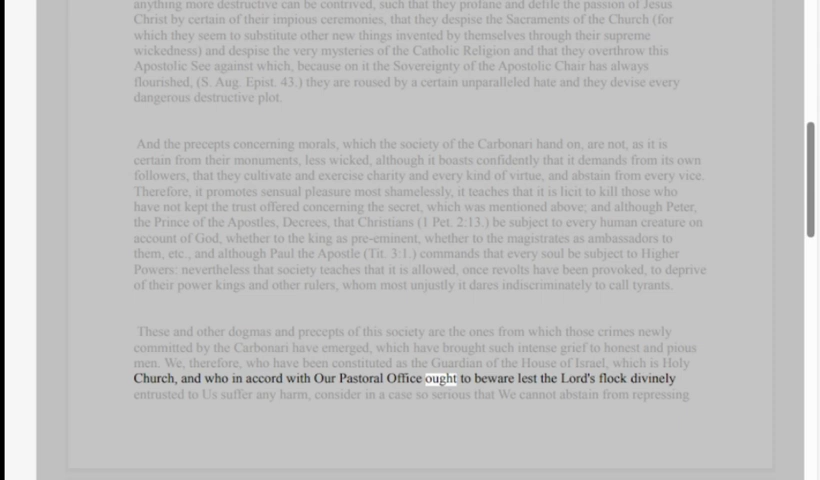 anything more destructive can be contrived, such that they profane and defile the passion of Jesus
Christ by certain of their impious ceremonies, that they despise the Sacraments of the Church (for
which they seem to substitute other new things invented by themselves through their supreme
wickedness) and despise the very mysteries of the Catholic Religion and that they overthrow this
Apostolic See against which, because on it the Sovereignty of the Apostolic Chair has always
flourished, (S. Aug. Epist. 43.) they are roused by a certain unparalleled hate and they devise every
dangerous destructive plot.
And the precepts concerning morals, which the society of the Carbonari hand on, are not, as it is
certain from their monuments, less wicked, although it boasts confidently that it demands from its own
followers, that they cultivate and exercise charity and every kind of virtue, and abstain from every vice.
Therefore, it promotes sensual pleasure most shamelessly, it teaches that it is licit to kill those who
have not kept the trust offered concerning the secret, which was mentioned above; and although Peter,
the Prince of the Apostles, Decrees, that Christians (1 Pet. 2:13.) be subject to every human creature on
account of God, whether to the king as pre-eminent, whether to the magistrates as ambassadors to
them, etc., and although Paul the Apostle (Tit. 3:1.) commands that every soul be subject to Higher
Powers: nevertheless that society teaches that it is allowed, once revolts have been provoked, to deprive
of their power kings and other rulers, whom most unjustly it dares indiscriminately to call tyrants.
These and other dogmas and precepts of this society are the ones from which those crimes newly
committed by the Carbonari have emerged, which have brought such intense grief to honest and pious
men. We, therefore, who have been constituted as the Guardian of the House of Israel, which is Holy
Church, and who in accord with Our Pastoral Office ought to beware lest the Lord's flock divinely
entrusted to Us suffer any harm, consider in a case so serious that We cannot abstain from repressing